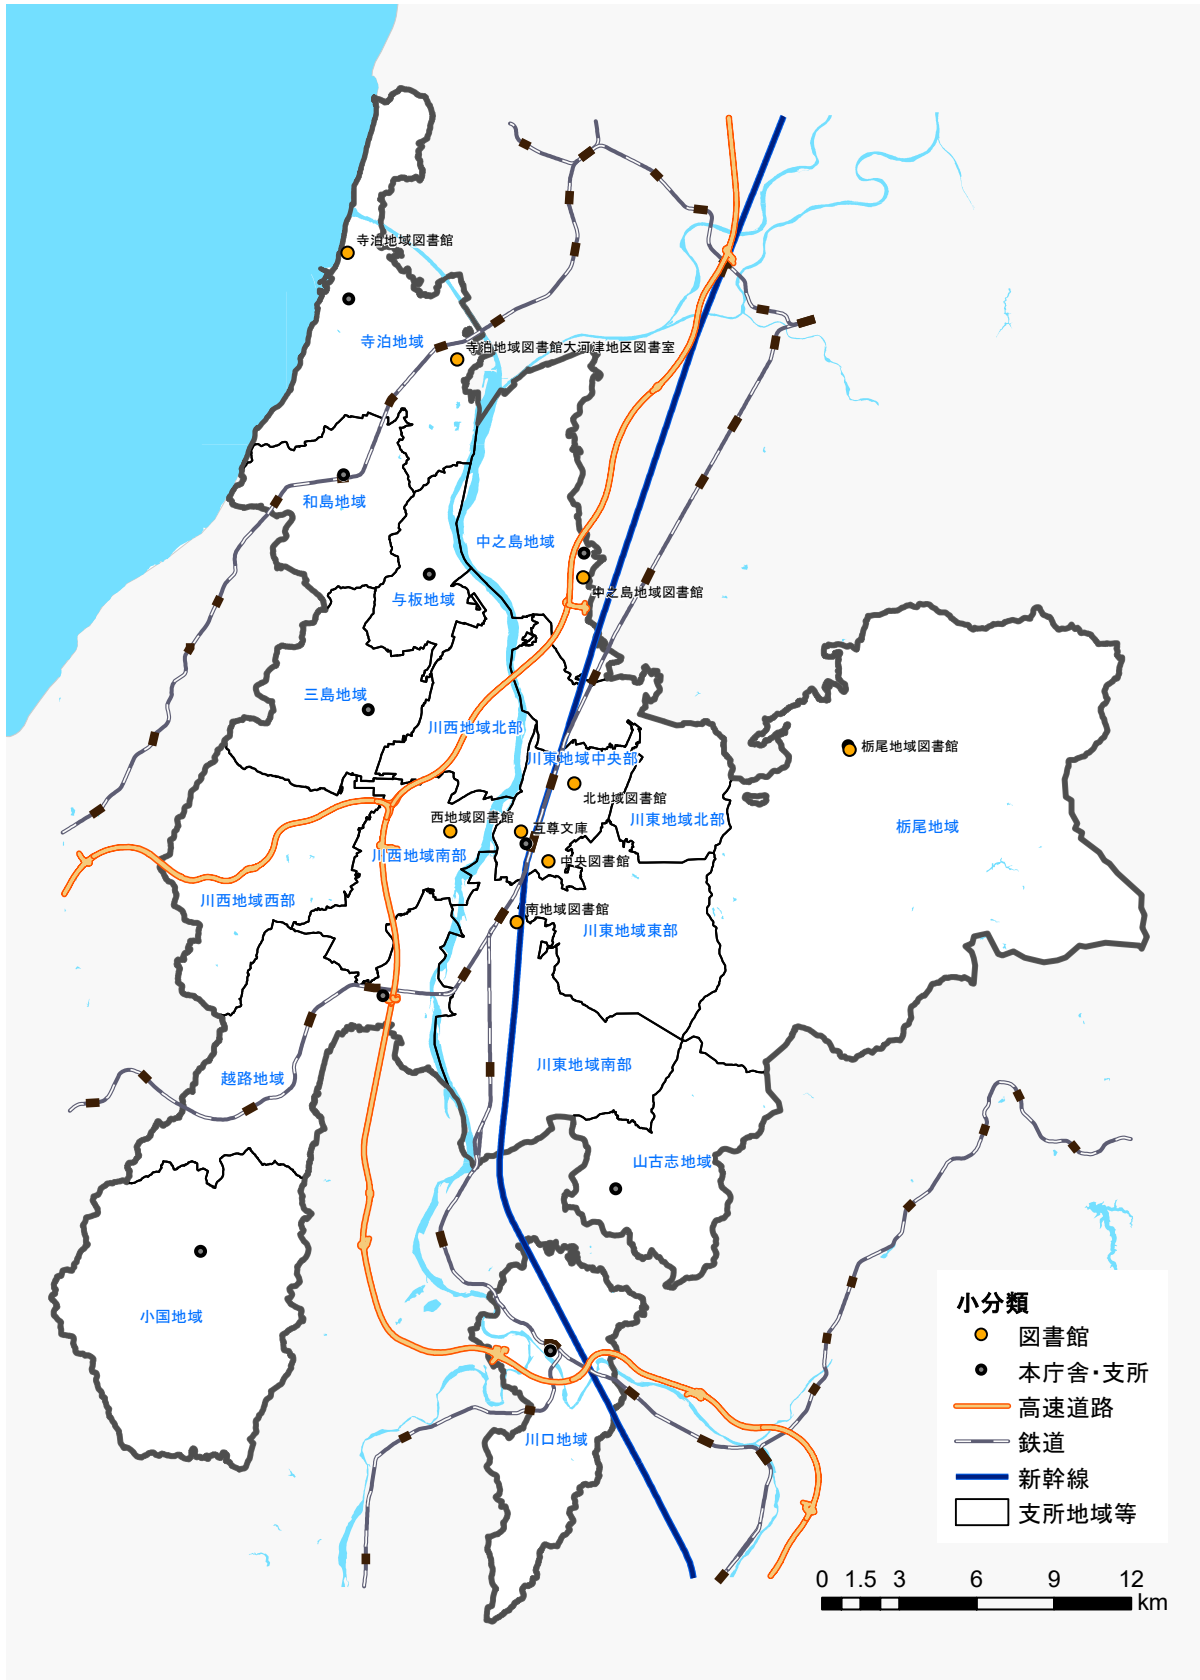 寺泊地域図書館
寺泊地域
寺泊地域図書館大河津地区図書室
和島地域
中之島地域
中之島地域図書館
与板地域
三島地域
川西地域北部
川東地域中央部
栃尾地域図書館
北地域図書館
川東地域北部
栃尾地域
西地域図書館
互尊文庫
川西地域南部
中央図書館
川西地域西部
南地域図書館
川東地域東部
川東地域南部
越路地域
山古志地域
小国地域
川口地域
小分類
図書館
本庁舎・支所
高速道路
鉄道
新幹線
支所地域等
0 1.5 3 6 9 12
km